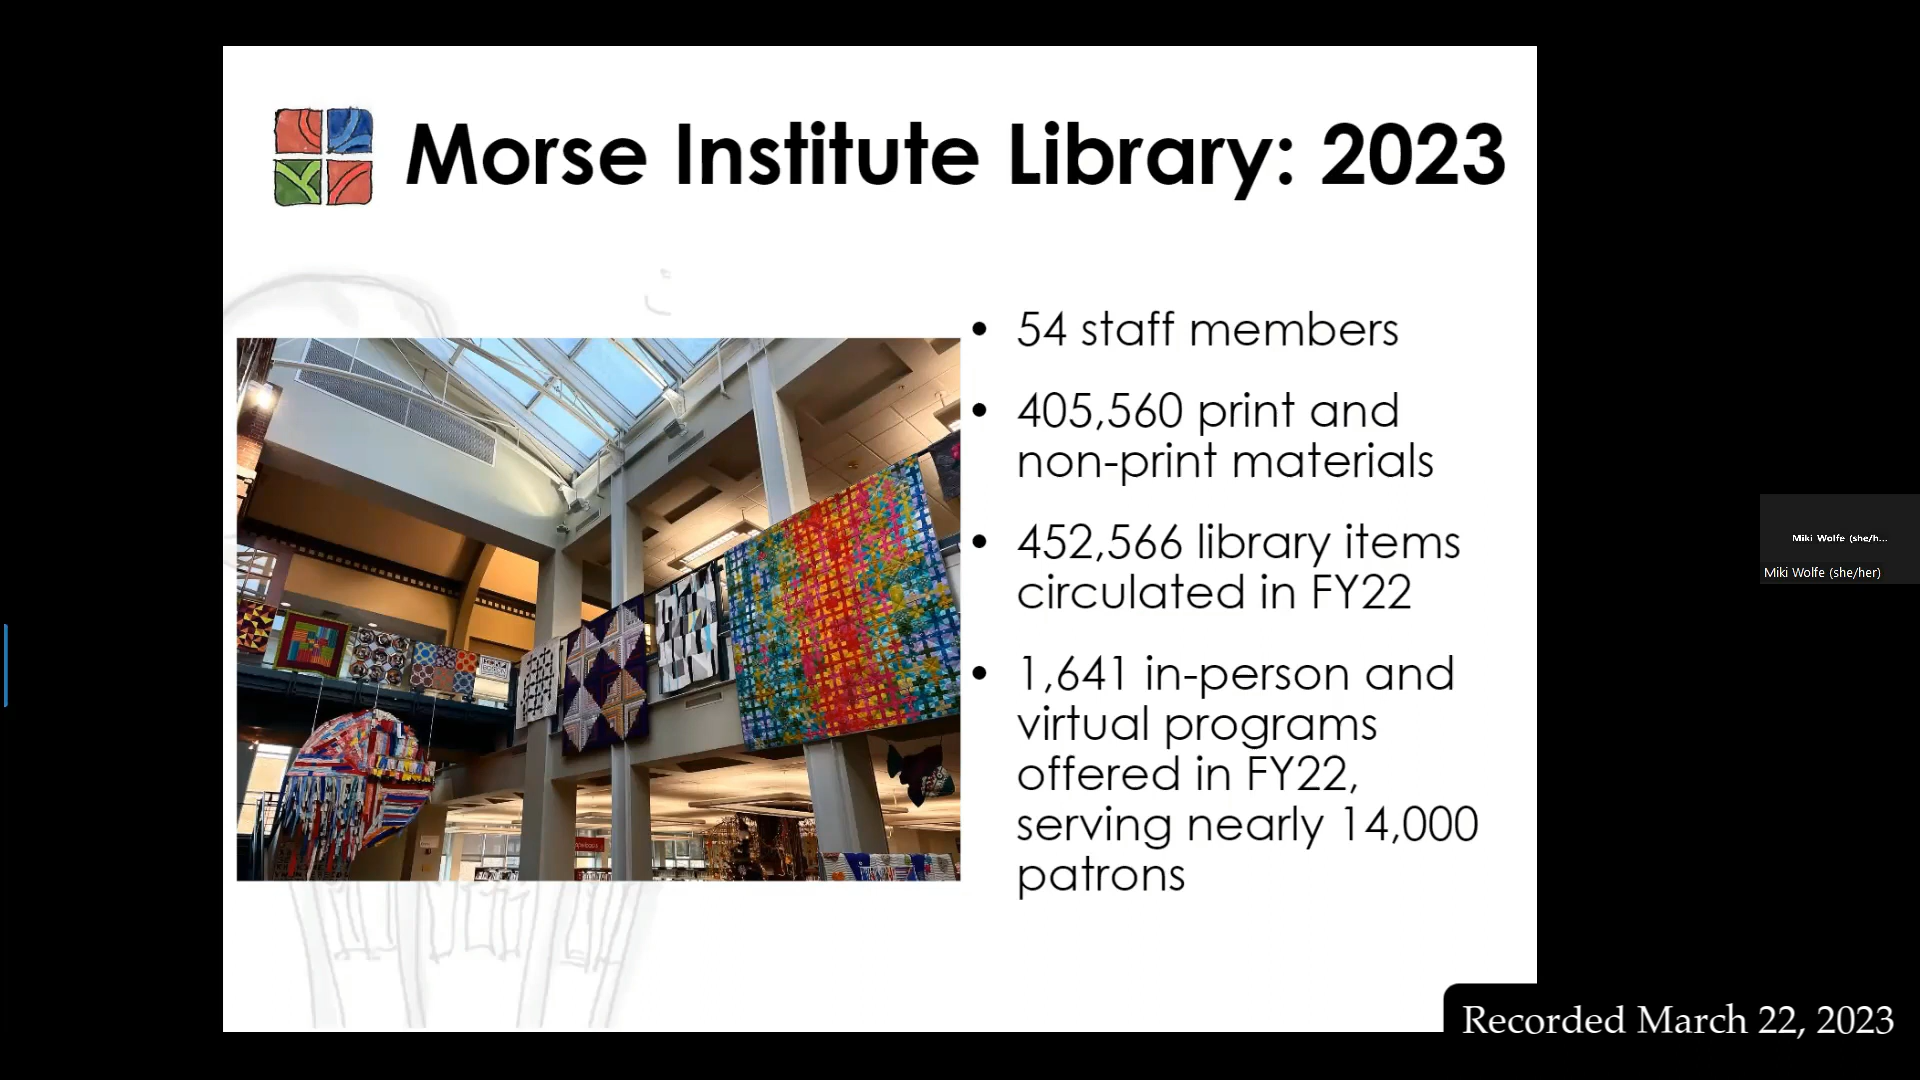 Morse Institute Library: 2023
• 54 staff members
• 405,560 print and
non-print materials
• 452,566 library items
circulated in FY22
• 1,641 in-person and
virtual programs
offered in FY22,
serving nearly 14,000
patrons
Miki Wolfe (she/h...
Miki Wolfe (she/her)
Recorded March 22, 2023